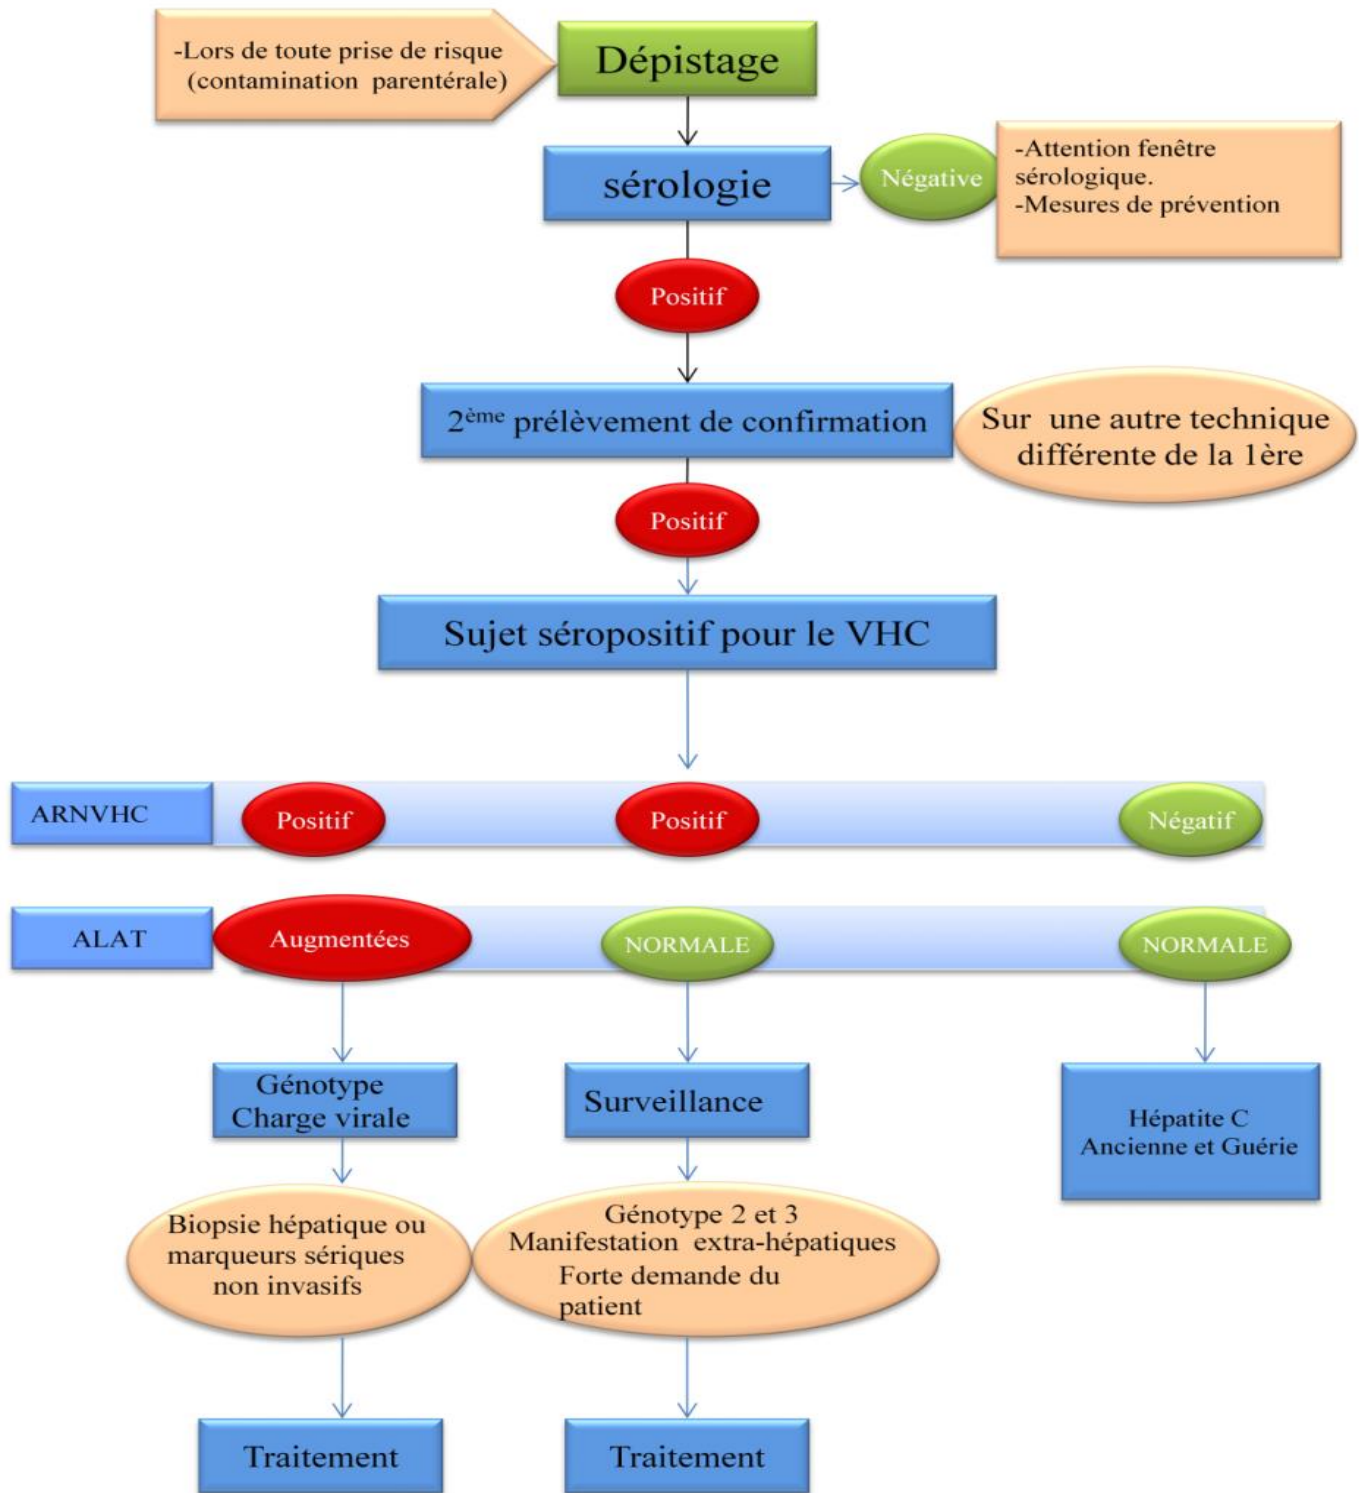 -Lors de toute prise de risque
(contamination parentérale)
Dépistage
sérologie
Négative
-Attention fenêtre
sérologique.
-Mesures de prévention
Positif
2ème prélèvement de confirmation
Sur une autre technique
différente de la 1ère
Positif
Sujet séropositif pour le VHC
ARNVHC
Positif
Positif
Négatif
ALAT
Augmentées
NORMALE
NORMALE
Génotype
Charge virale
Surveillance
Hépatite C
Ancienne et Guérie
Biopsie hépatique ou
marqueurs sériques
non invasifs
Génotype 2 et 3
Manifestation extra-hépatiques
Forte demande du
patient
Traitement
Traitement